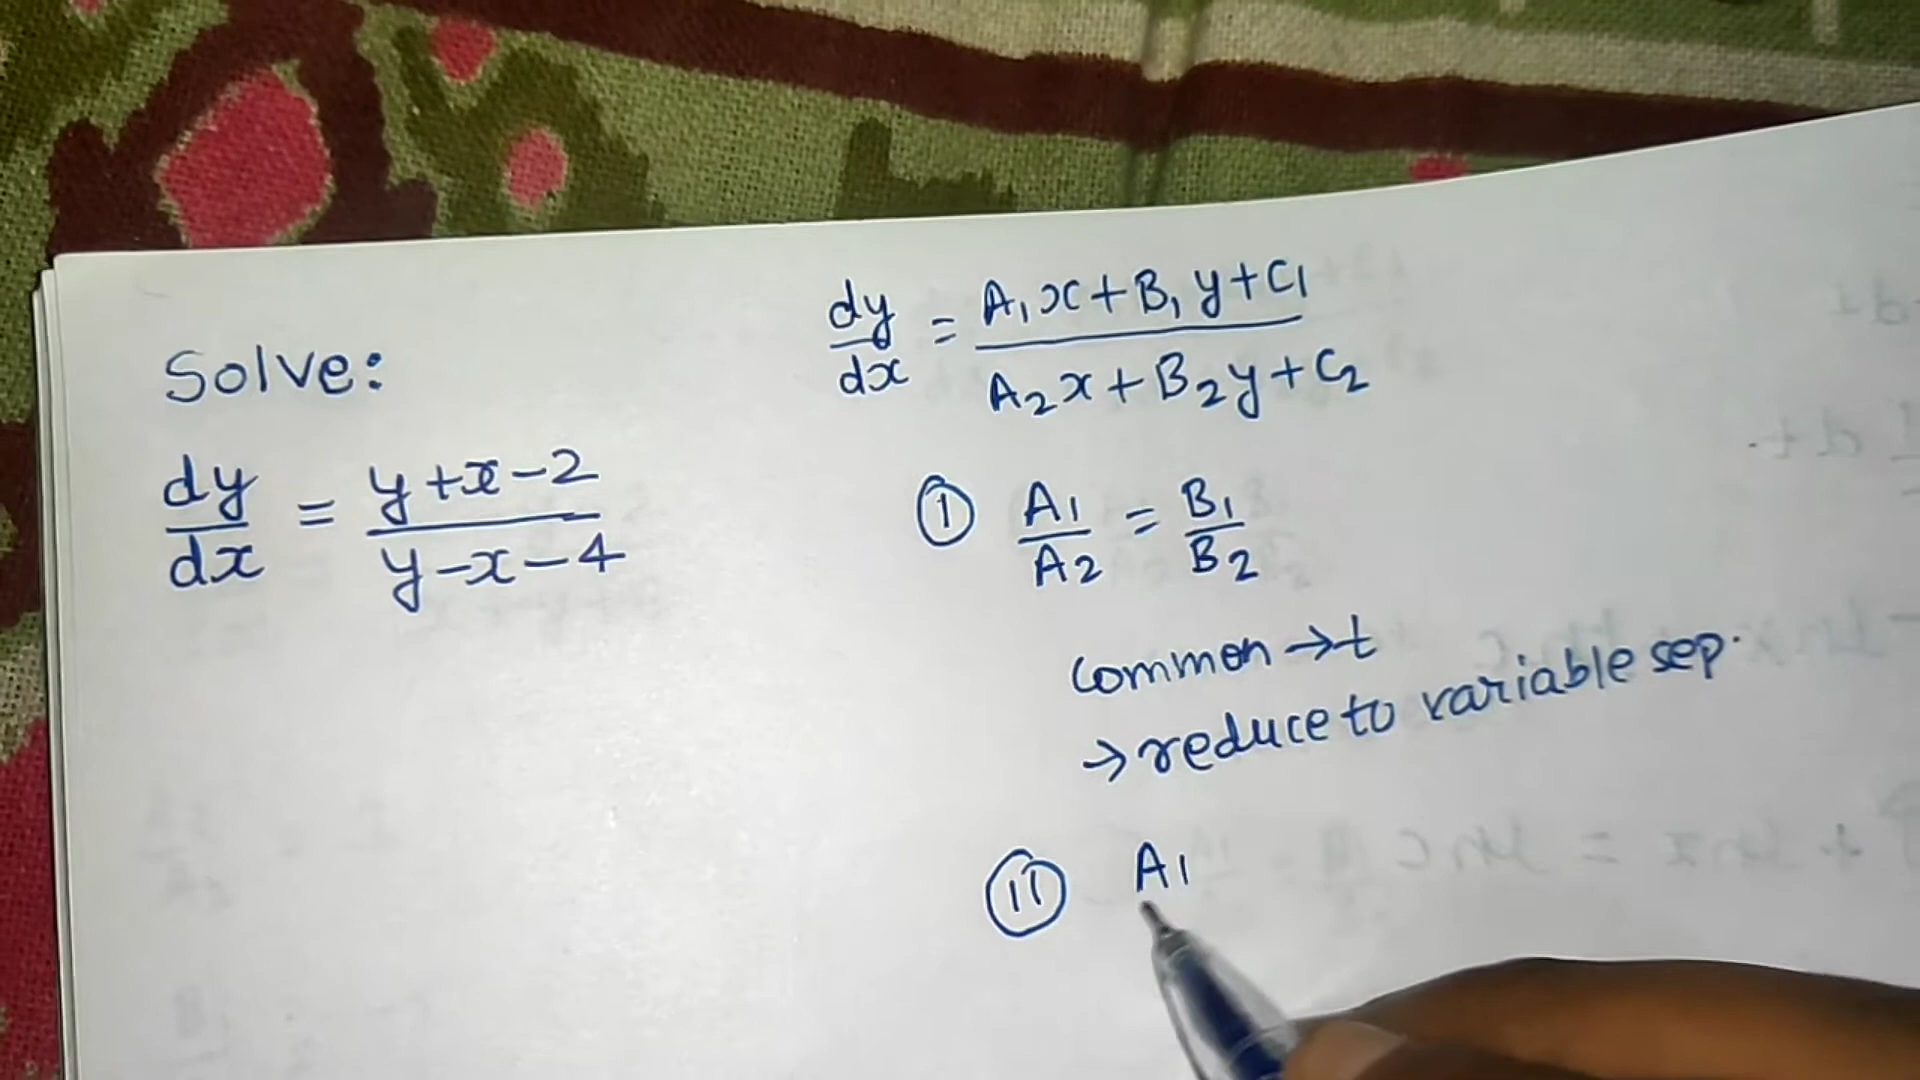 Solve:
dy/dx = (y+x-2)/(y-x-4)
dy/dx = (A₁x+B₁y+C₁)/(A₂x+B₂y+C₂)
① A₁/A₂ = B₁/B₂
common → t
→ reduce to variable sep.
ⓘⓘ A₁